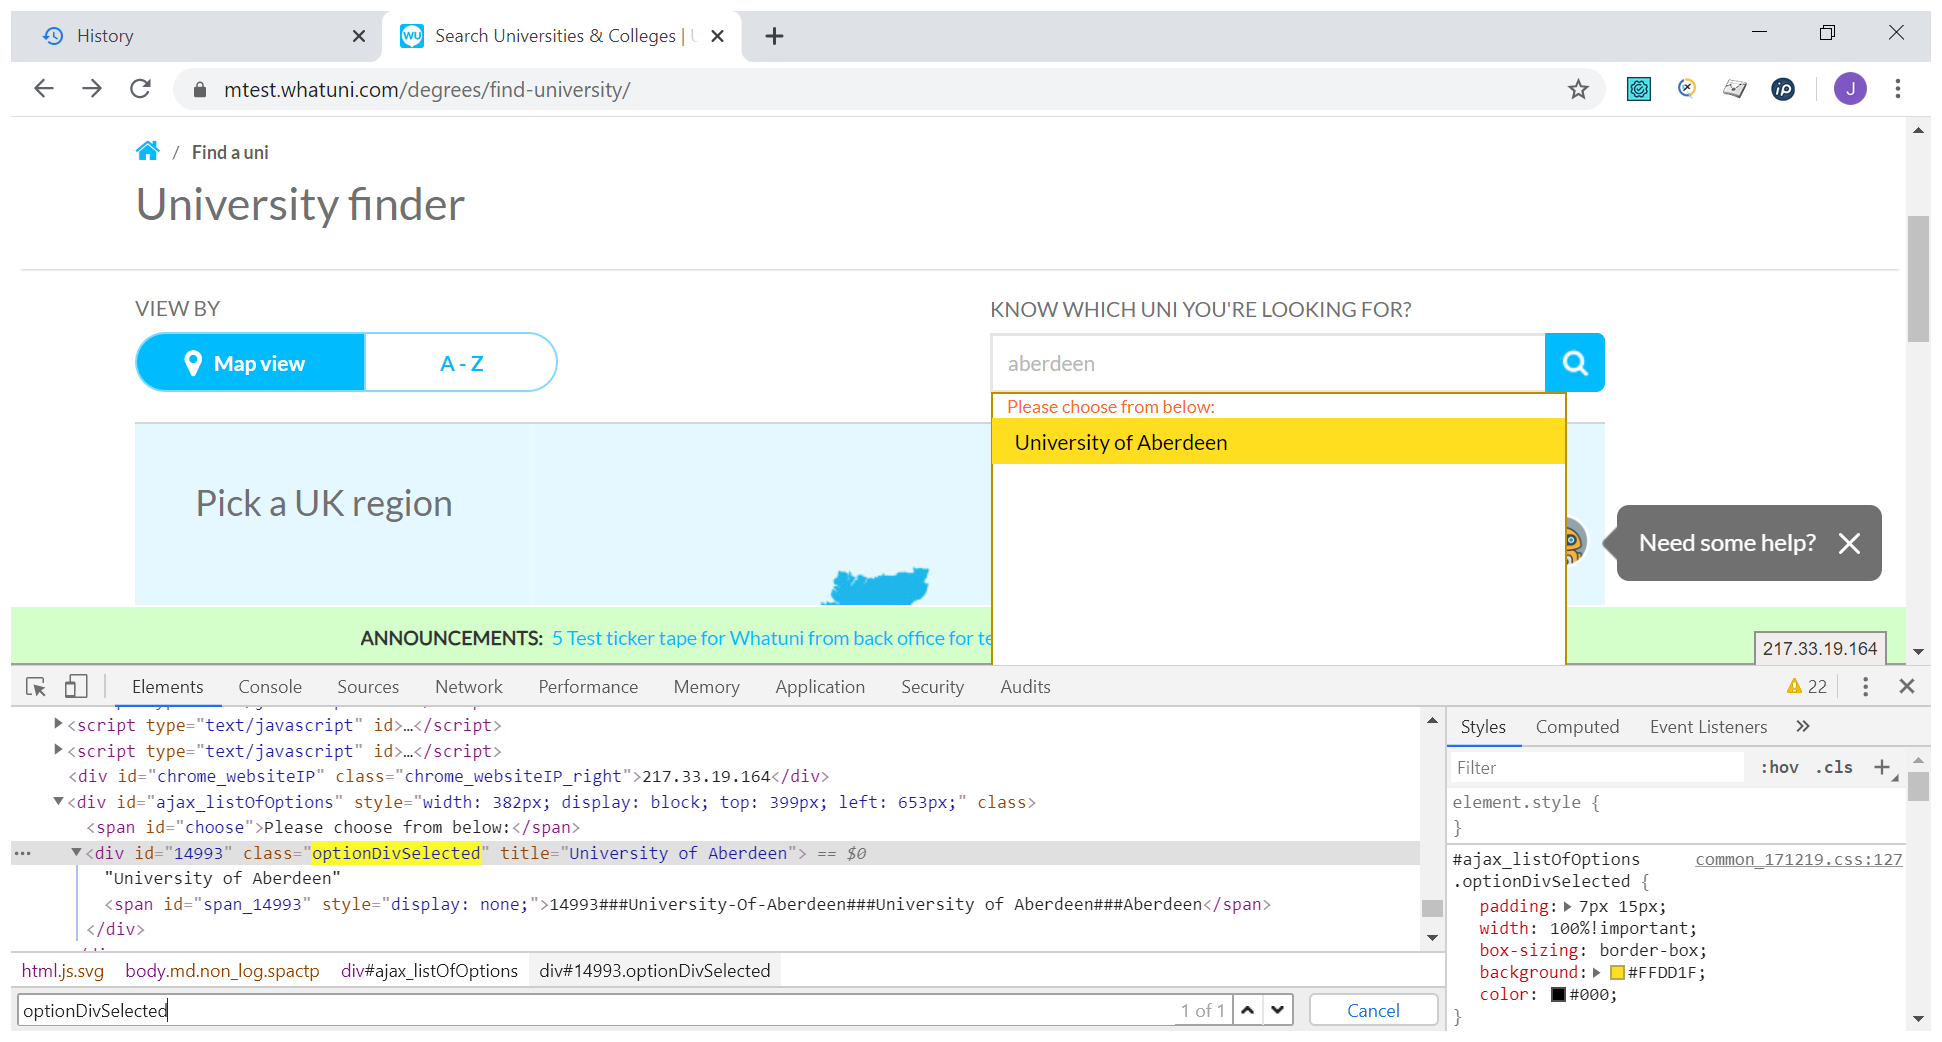 History
Search Universities & Colleges |
mtest.whatuni.com/degrees/find-university/
J
/ Find a uni
University finder
VIEW BY
Map view
A - Z
KNOW WHICH UNI YOU'RE LOOKING FOR?
aberdeen
Please choose from below:
University of Aberdeen
Pick a UK region
Need some help?
ANNOUNCEMENTS: 5 Test ticker tape for Whatuni from back office for te
217.33.19.164
Elements Console Sources Network Performance Memory Application Security Audits
22
<script type="text/javascript" id>…</script>
<script type="text/javascript" id>…</script>
<div id="chrome_websiteIP" class="chrome_websiteIP_right">217.33.19.164</div>
<div id="ajax_listOfOptions" style="width: 382px; display: block; top: 399px; left: 653px;" class>
<span id="choose">Please choose from below:</span>
<div id="14993" class="optionDivSelected" title="University of Aberdeen"> == $0
"University of Aberdeen"
<span id="span_14993" style="display: none;">14993###University-Of-Aberdeen###University of Aberdeen###Aberdeen</span>
</div>
html.js.svg body.md.non_log.spactp div#ajax_listOfOptions div#14993.optionDivSelected
optionDivSelected
1 of 1
Cancel
Styles Computed Event Listeners »
Filter
:hov .cls +
element.style {
}
#ajax_listOfOptions common_171219.css:127
.optionDivSelected {
padding: 7px 15px;
width: 100%!important;
box-sizing: border-box;
background: #FFDD1F;
color: #000;
}